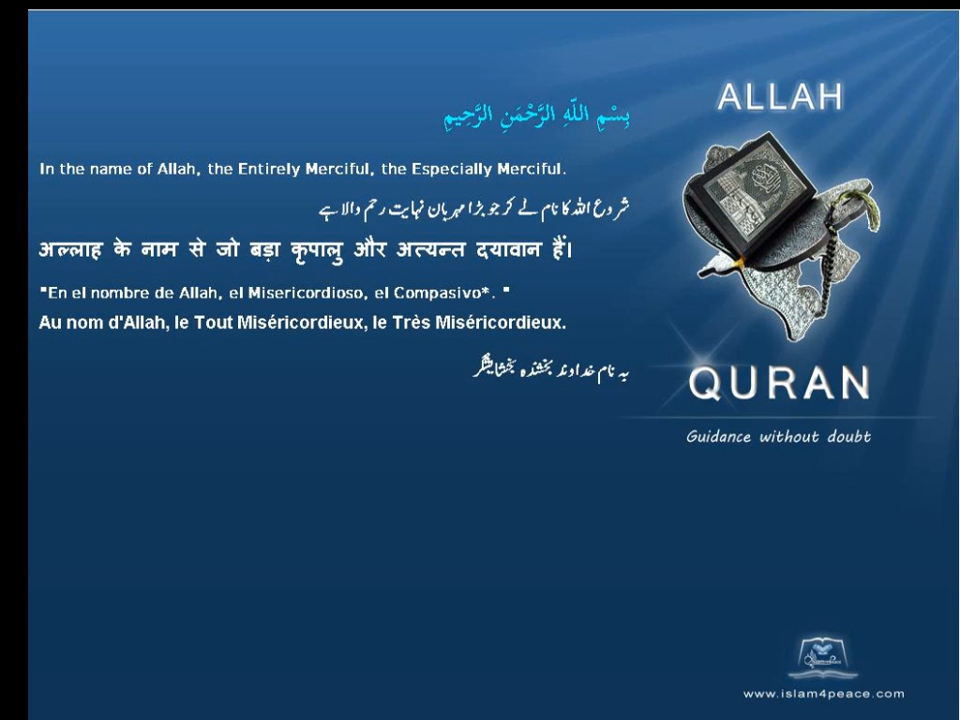 بِسْمِ اللَّهِ الرَّحْمَنِ الرَّحِيمِ
In the name of Allah, the Entirely Merciful, the Especially Merciful.
شروع اللہ کا نام لے کر جو بڑا مہربان نہایت رحم والا ہے
अल्लाह के नाम से जो बड़ा कृपालु और अत्यन्त दयावान हैं।
"En el nombre de Allah, el Misericordioso, el Compasivo*. "
Au nom d'Allah, le Tout Miséricordieux, le Très Miséricordieux.
به نام خداوند بخشنده بخشایشگر
ALLAH
QURAN
Guidance without doubt
www.islam4peace.com